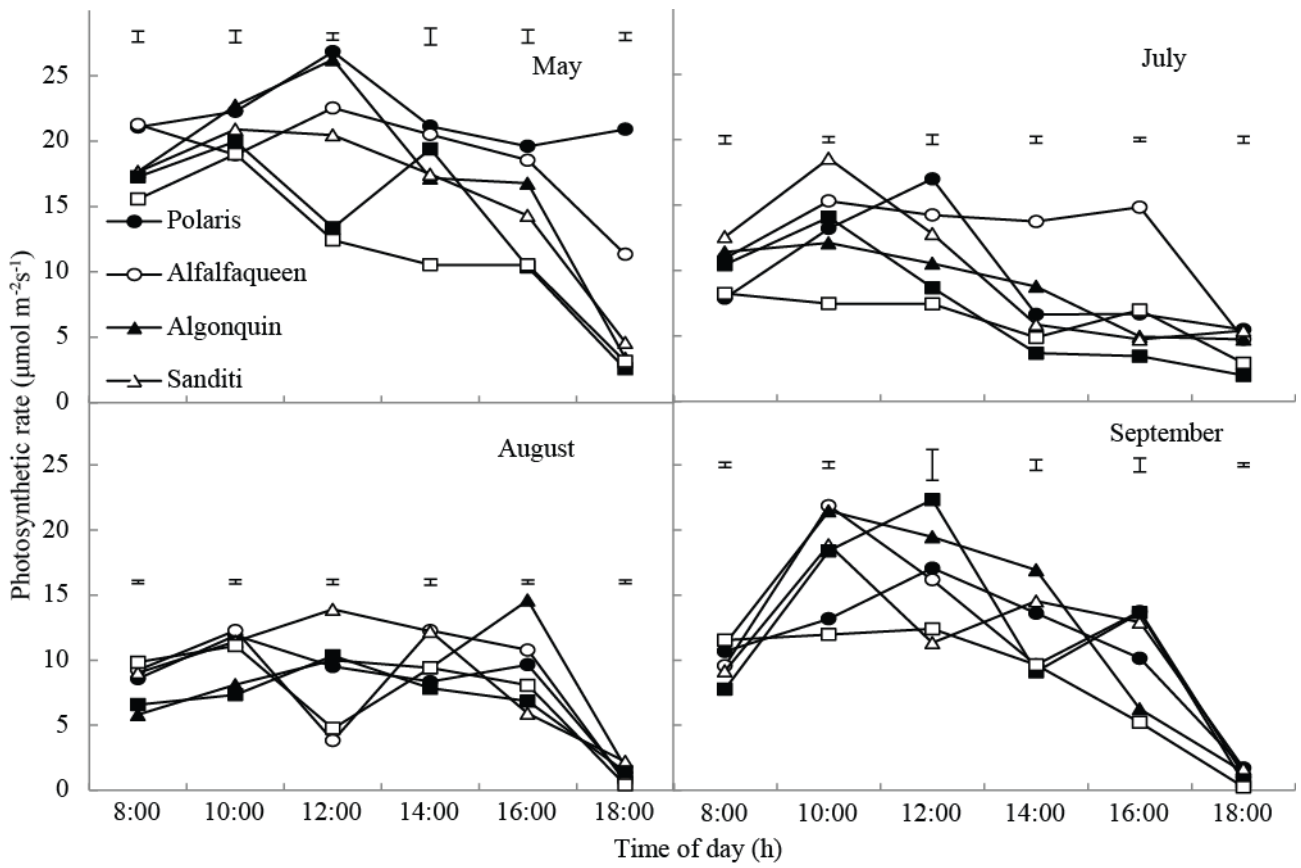 Photosynthetic rate (μmol m⁻²s⁻¹)
25
20
15
10
5
0
May
Polaris
Alfalfaqueen
Algonquin
Sanditi
July
25
20
15
10
5
0
August
September
8:00 10:00 12:00 14:00 16:00 18:00 8:00 10:00 12:00 14:00 16:00 18:00
Time of day (h)